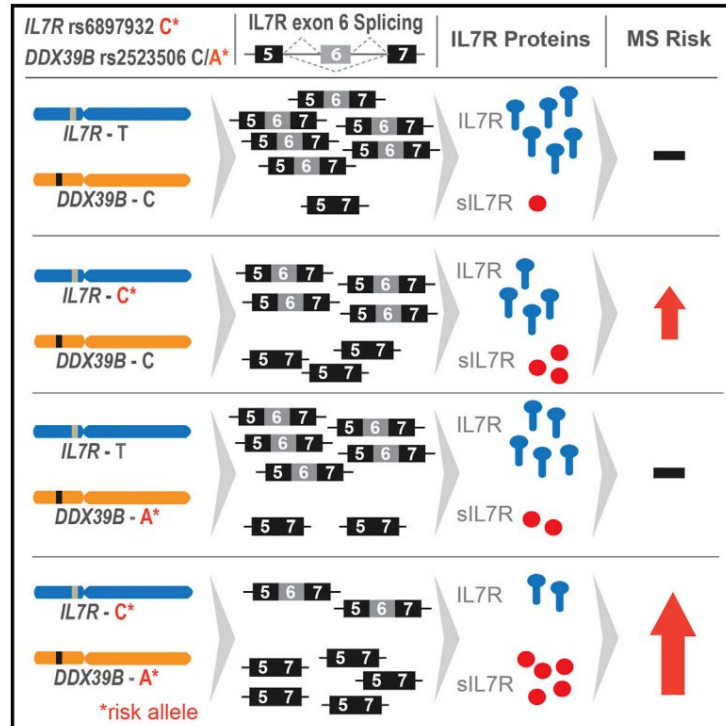 IL7R rs6897932 C*
DDX39B rs2523506 C/A*
IL7R exon 6 Splicing
5 6 7
IL7R Proteins
MS Risk
IL7R - T
DDX39B - C
5 6 7
5 6 7
5 6 7
5 6 7
5 6 7
5 6 7
5 7
IL7R
sIL7R
IL7R - C*
DDX39B - C
5 6 7
5 6 7
5 6 7
5 6 7
5 7
5 7
5 7
IL7R
sIL7R
IL7R - T
DDX39B - A*
5 6 7
5 6 7
5 6 7
5 6 7
5 6 7
5 7
5 7
IL7R
sIL7R
IL7R - C*
DDX39B - A*
*risk allele
5 6 7
5 6 7
5 7
5 7
5 7
5 7
5 7
IL7R
sIL7R